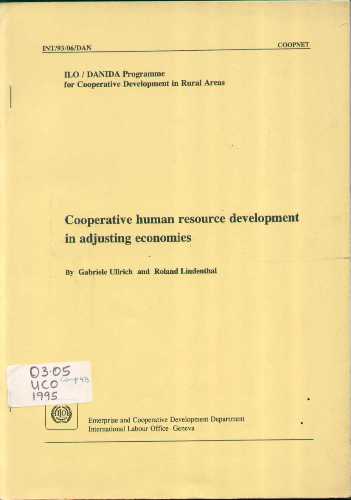 INT/93/06/DAN COOPNET
ILO / DANIDA Programme
for Cooperative Development in Rural Areas
Cooperative human resource development
in adjusting economies
By Gabriele Ullrich and Roland Lindenthal
03.05
UCO
1995
Enterprise and Cooperative Development Department
International Labour Office Geneva